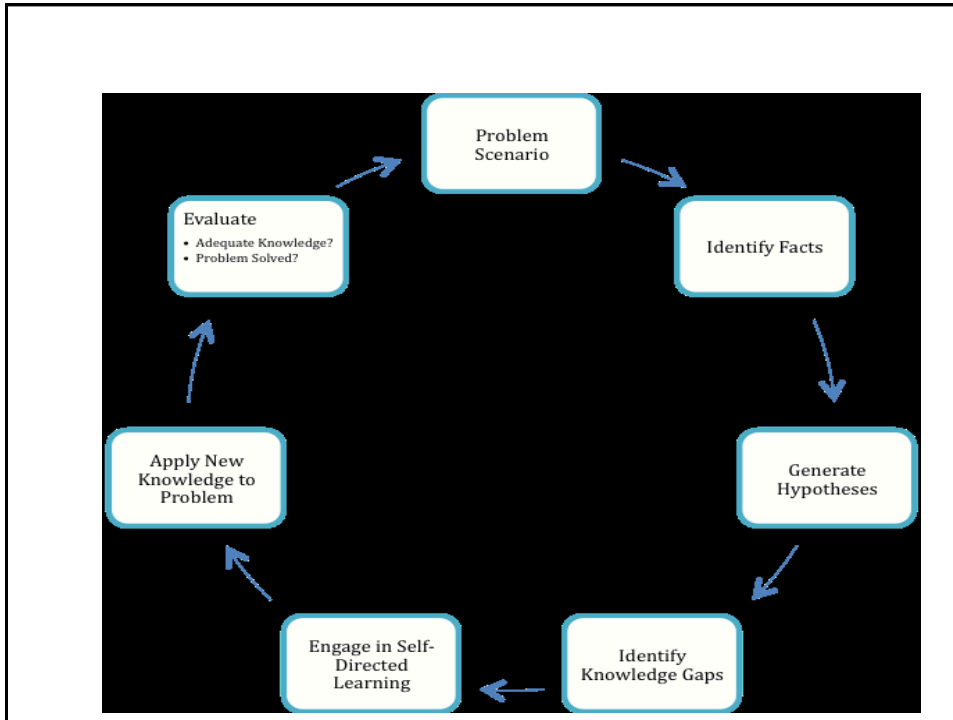 Problem
Scenario
Identify Facts
Generate
Hypotheses
Identify
Knowledge Gaps
Engage in Self-
Directed
Learning
Apply New
Knowledge to
Problem
Evaluate
• Adequate Knowledge?
• Problem Solved?